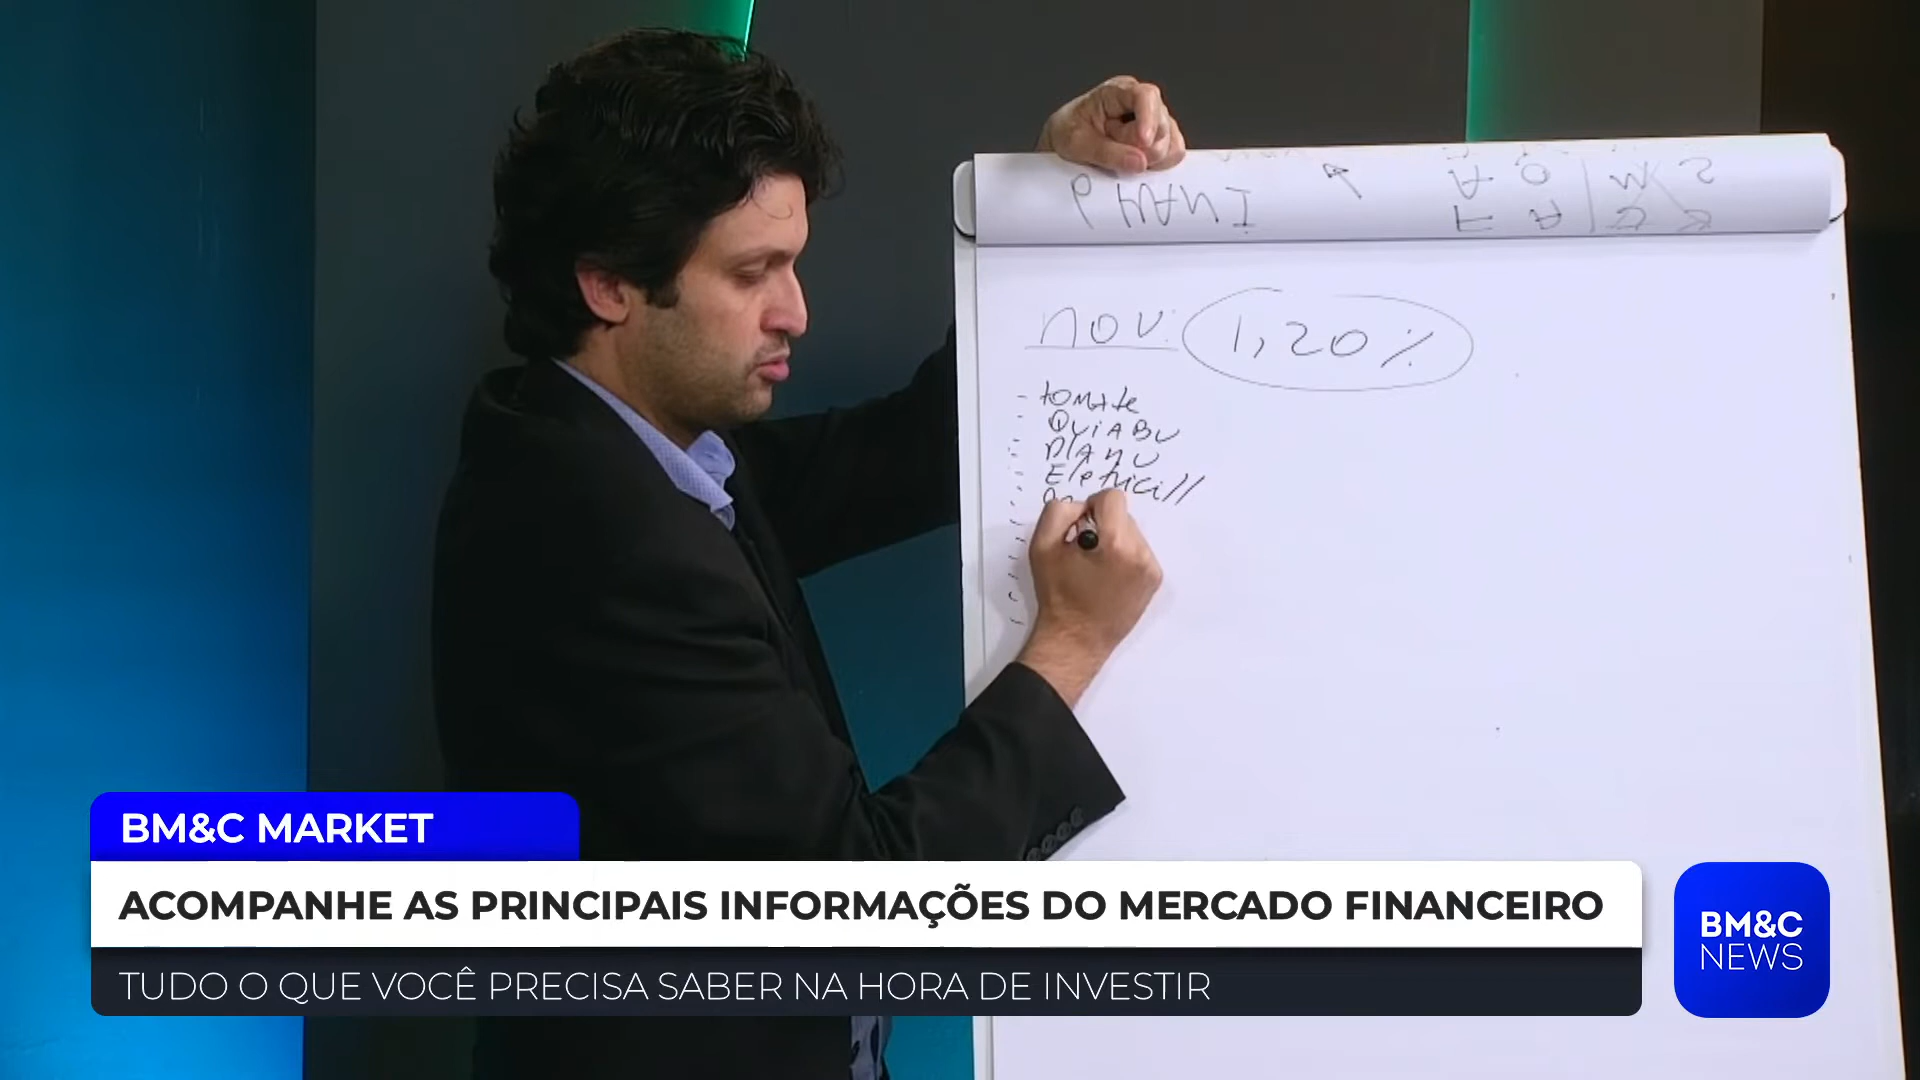 nov: 1,20 %
- tomate
QUIABU
PlANU
Eletrici//
BM&C MARKET
ACOMPANHE AS PRINCIPAIS INFORMAÇÕES DO MERCADO FINANCEIRO
TUDO O QUE VOCÊ PRECISA SABER NA HORA DE INVESTIR
BM&C
NEWS